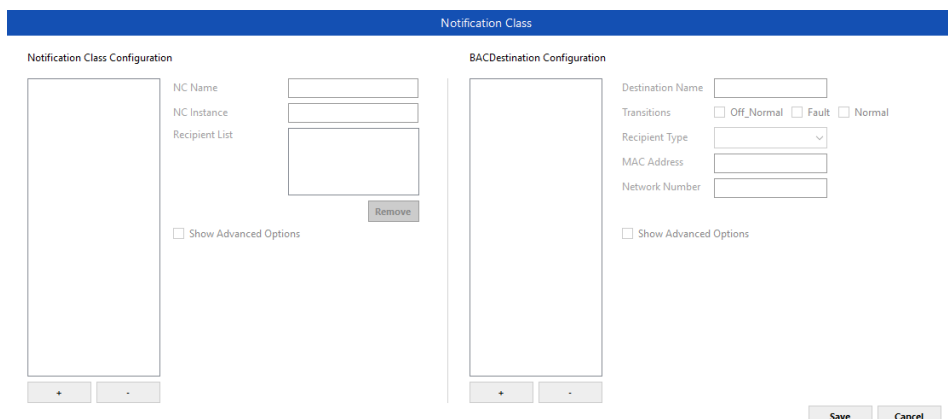 Notification Class
Notification Class Configuration
NC Name
NC Instance
Recipient List
Remove
Show Advanced Options
+ -
BACDestination Configuration
Destination Name
Transitions Off_Normal Fault Normal
Recipient Type
MAC Address
Network Number
Show Advanced Options
+ -
Save Cancel